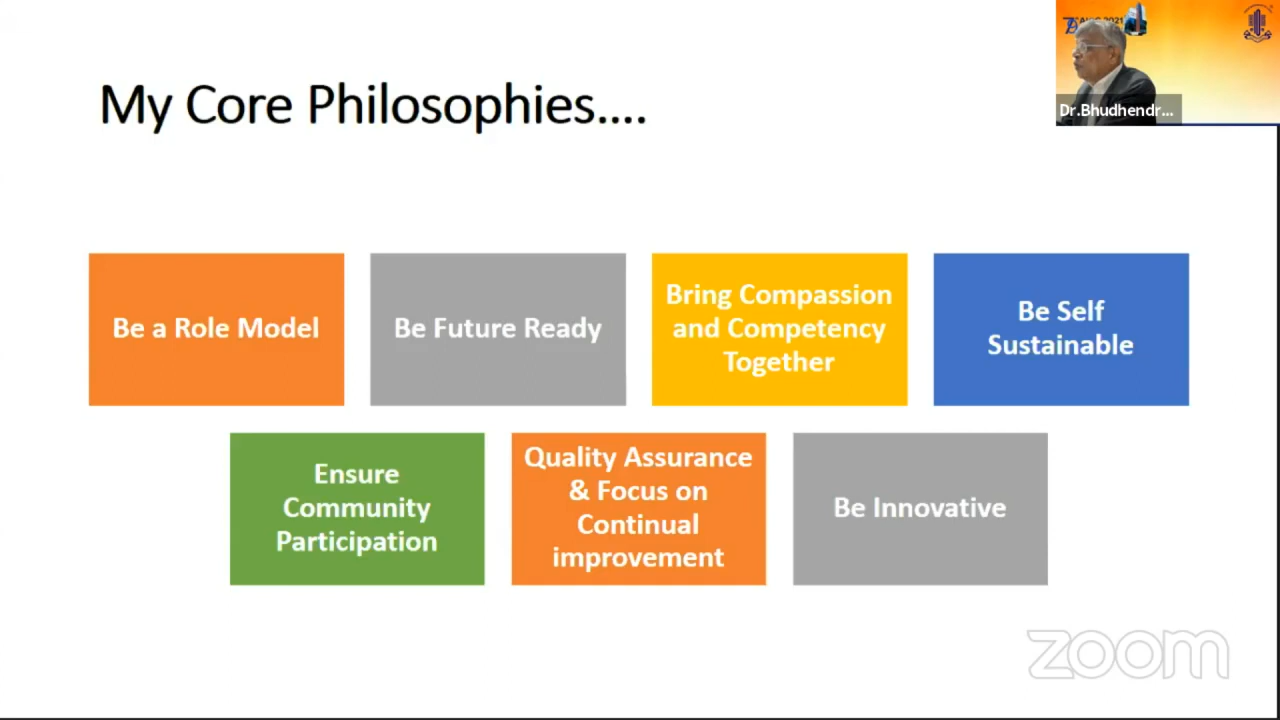 My Core Philosophies....
Dr.Bhudhendr...
Be a Role Model
Be Future Ready
Bring Compassion
and Competency
Together
Be Self
Sustainable
Ensure
Community
Participation
Quality Assurance
& Focus on
Continual
improvement
Be Innovative
zoom